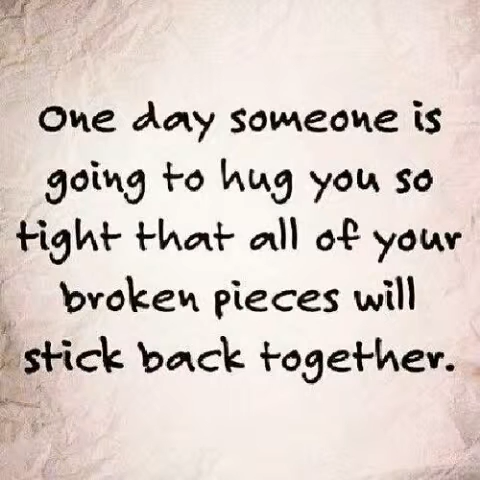 One day someone is
going to hug you so
tight that all of your
broken pieces will
stick back together.